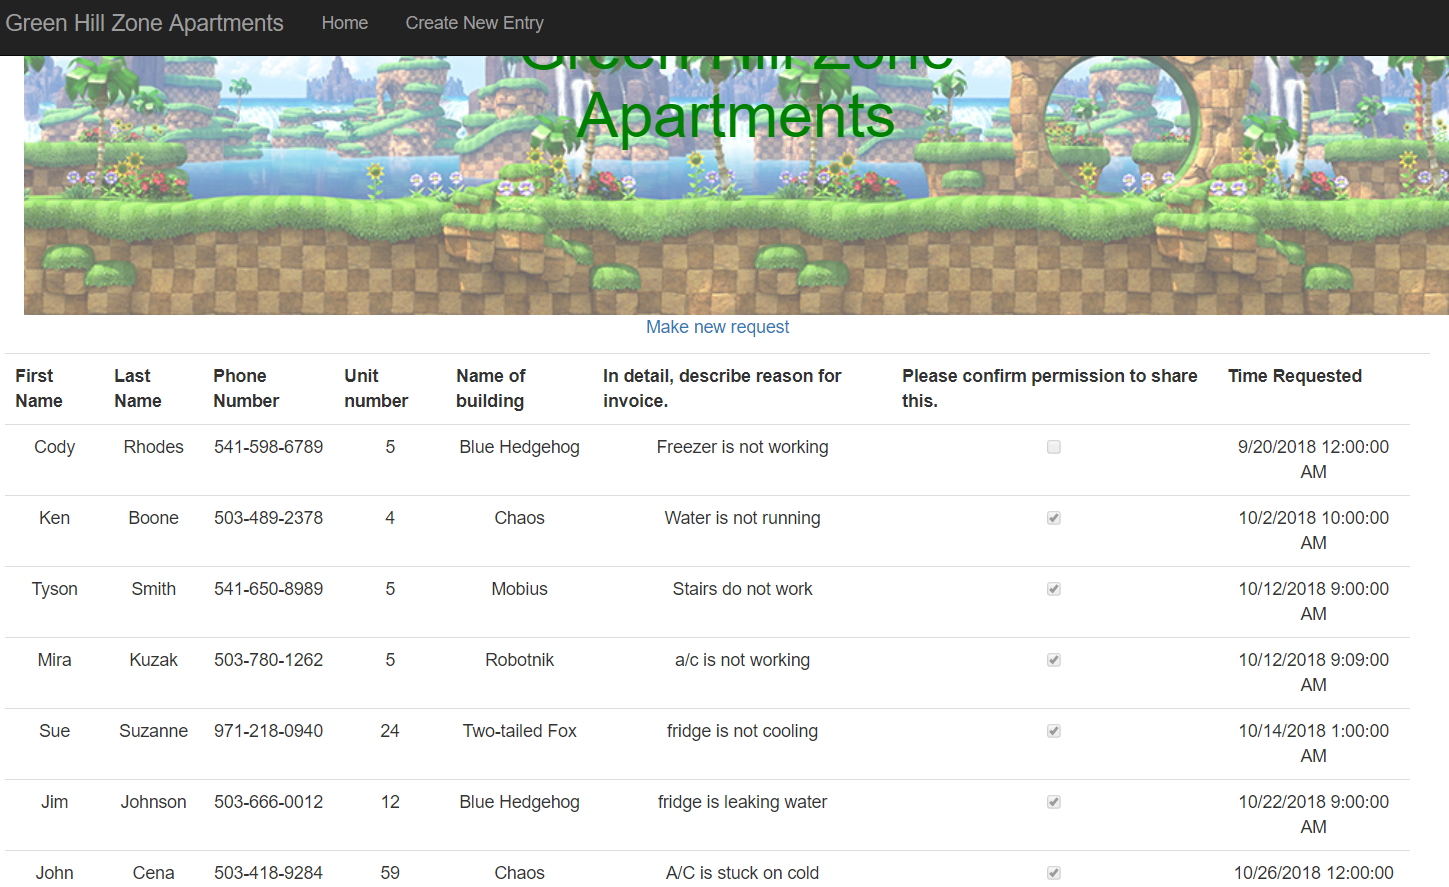 Green Hill Zone Apartments Home Create New Entry
Green Hill Zone
Apartments
Make new request
First Name Last Name Phone Number Unit number Name of building In detail, describe reason for invoice. Please confirm permission to share this. Time Requested
Cody Rhodes 541-598-6789 5 Blue Hedgehog Freezer is not working 9/20/2018 12:00:00
AM
Ken Boone 503-489-2378 4 Chaos Water is not running 10/2/2018 10:00:00
AM
Tyson Smith 541-650-8989 5 Mobius Stairs do not work 10/12/2018 9:00:00
AM
Mira Kuzak 503-780-1262 5 Robotnik a/c is not working 10/12/2018 9:09:00
AM
Sue Suzanne 971-218-0940 24 Two-tailed Fox fridge is not cooling 10/14/2018 1:00:00
AM
Jim Johnson 503-666-0012 12 Blue Hedgehog fridge is leaking water 10/22/2018 9:00:00
AM
John Cena 503-418-9284 59 Chaos A/C is stuck on cold 10/26/2018 12:00:00